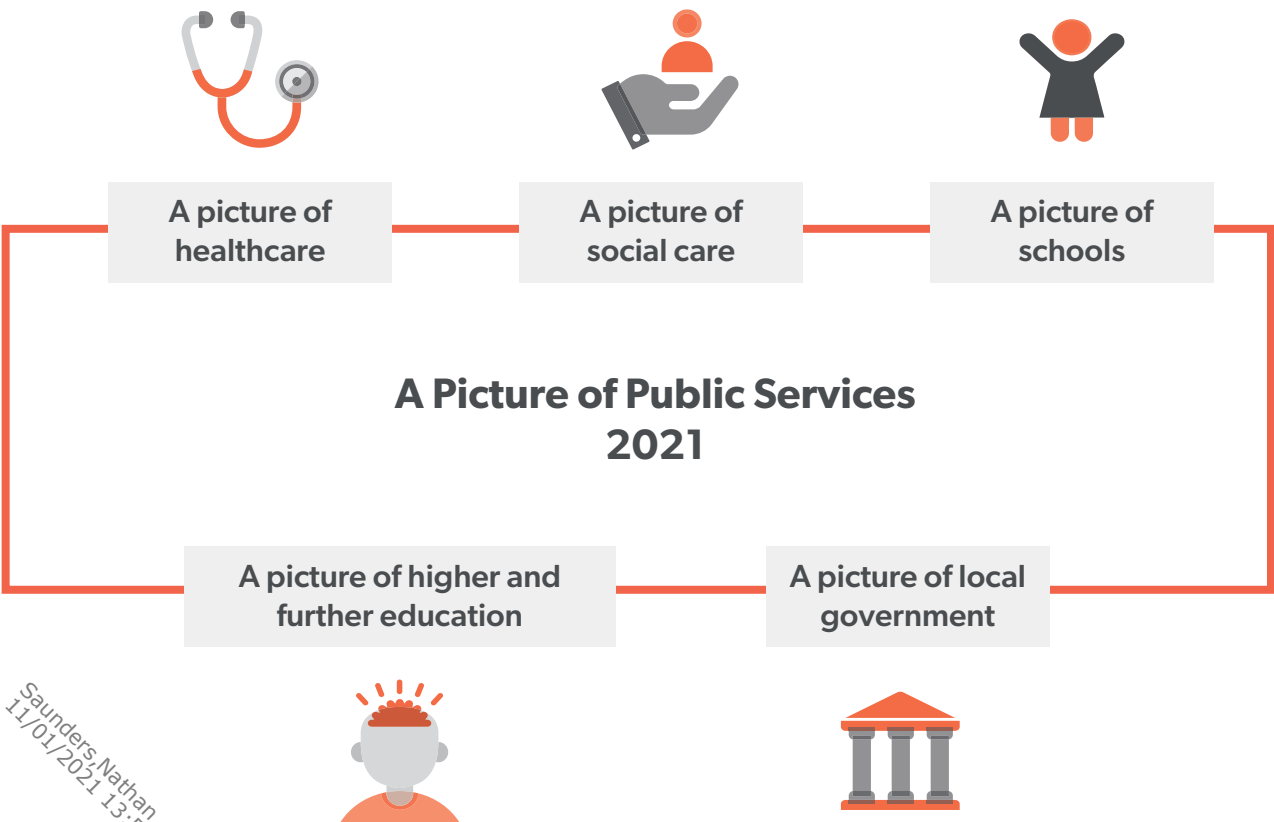 A picture of
healthcare
A picture of
social care
A picture of
schools
A Picture of Public Services
2021
A picture of higher and
further education
A picture of local
government
Saunders,Nathan
11/01/2021